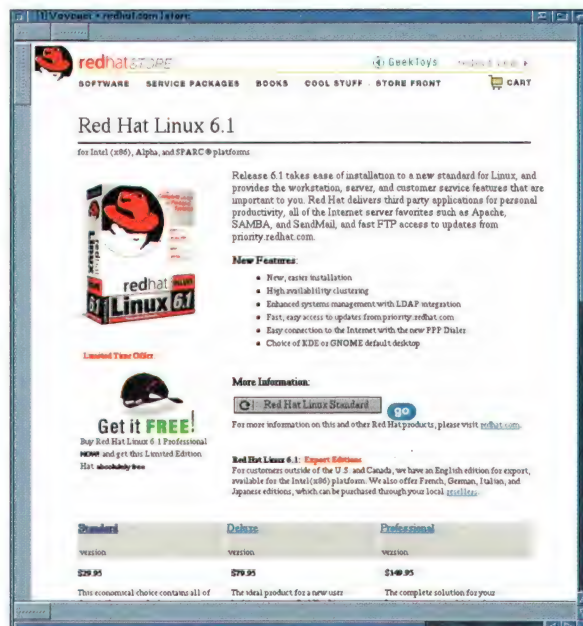 [1] Voyager • redhat.com | store
redhat STORE
GeekToys
SOFTWARE SERVICE PACKAGES BOOKS COOL STUFF STORE FRONT CART
Red Hat Linux 6.1
for Intel (x86), Alpha, and SPARC® platforms
Release 6.1 takes ease of installation to a new standard for Linux, and
provides the workstation, server, and customer service features that are
important to you. Red Hat delivers third party applications for personal
productivity, all of the Internet server favorites such as Apache,
SAMBA, and SendMail, and fast FTP access to updates from
priority.redhat.com.
New Features:
New, easier installation
High availability clustering
Enhanced systems management with LDAP integration
Fast, easy access to updates from priority.redhat.com
Easy connection to the Internet with the new PPP Dialer
Choice of KDE or GNOME default desktop
redhat
Linux 6.1
6.1
Limited Time Offer
Get it FREE!
Buy Red Hat Linux 6.1 Professional
NOW! and get this Limited Edition
Hat absolutely free
More Information:
Red Hat Linux Standard
go
For more information on this and other Red Hat products, please visit redhat.com.
Red Hat Linux 6.1: Export Editions
For customers outside of the U.S. and Canada, we have an English edition for export,
available for the Intel (x86) platform. We also offer French, German, Italian, and
Japanese editions, which can be purchased through your local resellers.
Standard Deluxe Professional
version version version
$29.95 $79.95 $149.95
This economical choice contains all of The ideal product for a new user The complete solution for your